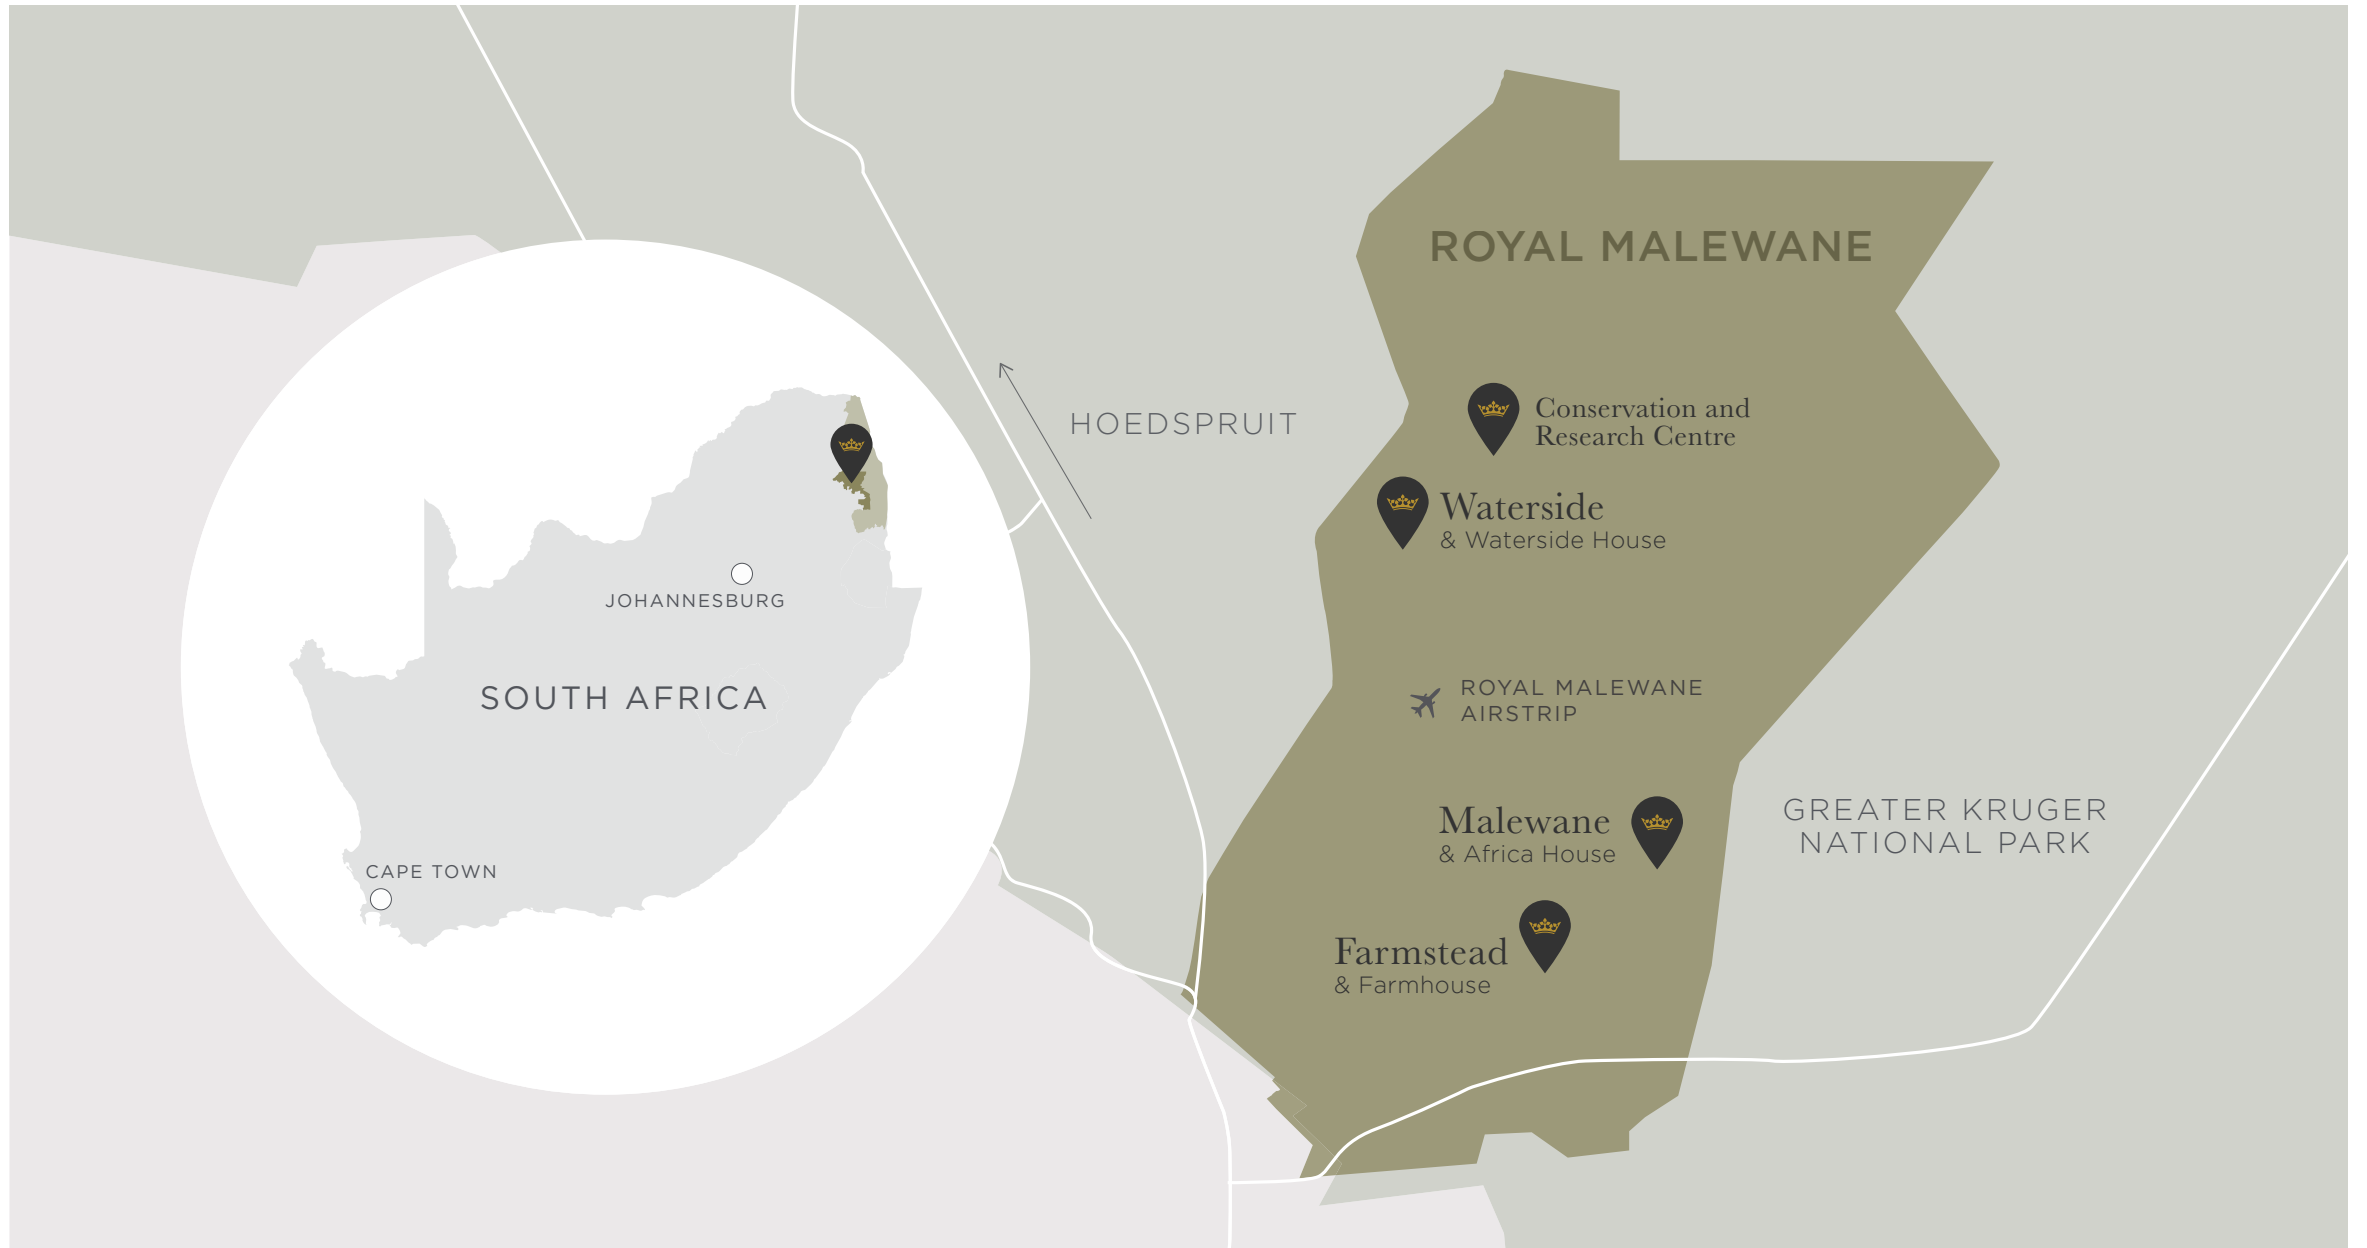 ROYAL MALEWANE
Conservation and
Research Centre
HOEDSPRUIT
Waterside
& Waterside House
JOHANNESBURG
SOUTH AFRICA
ROYAL MALEWANE
AIRSTRIP
Malewane
& Africa House
GREATER KRUGER
NATIONAL PARK
CAPE TOWN
Farmstead
& Farmhouse